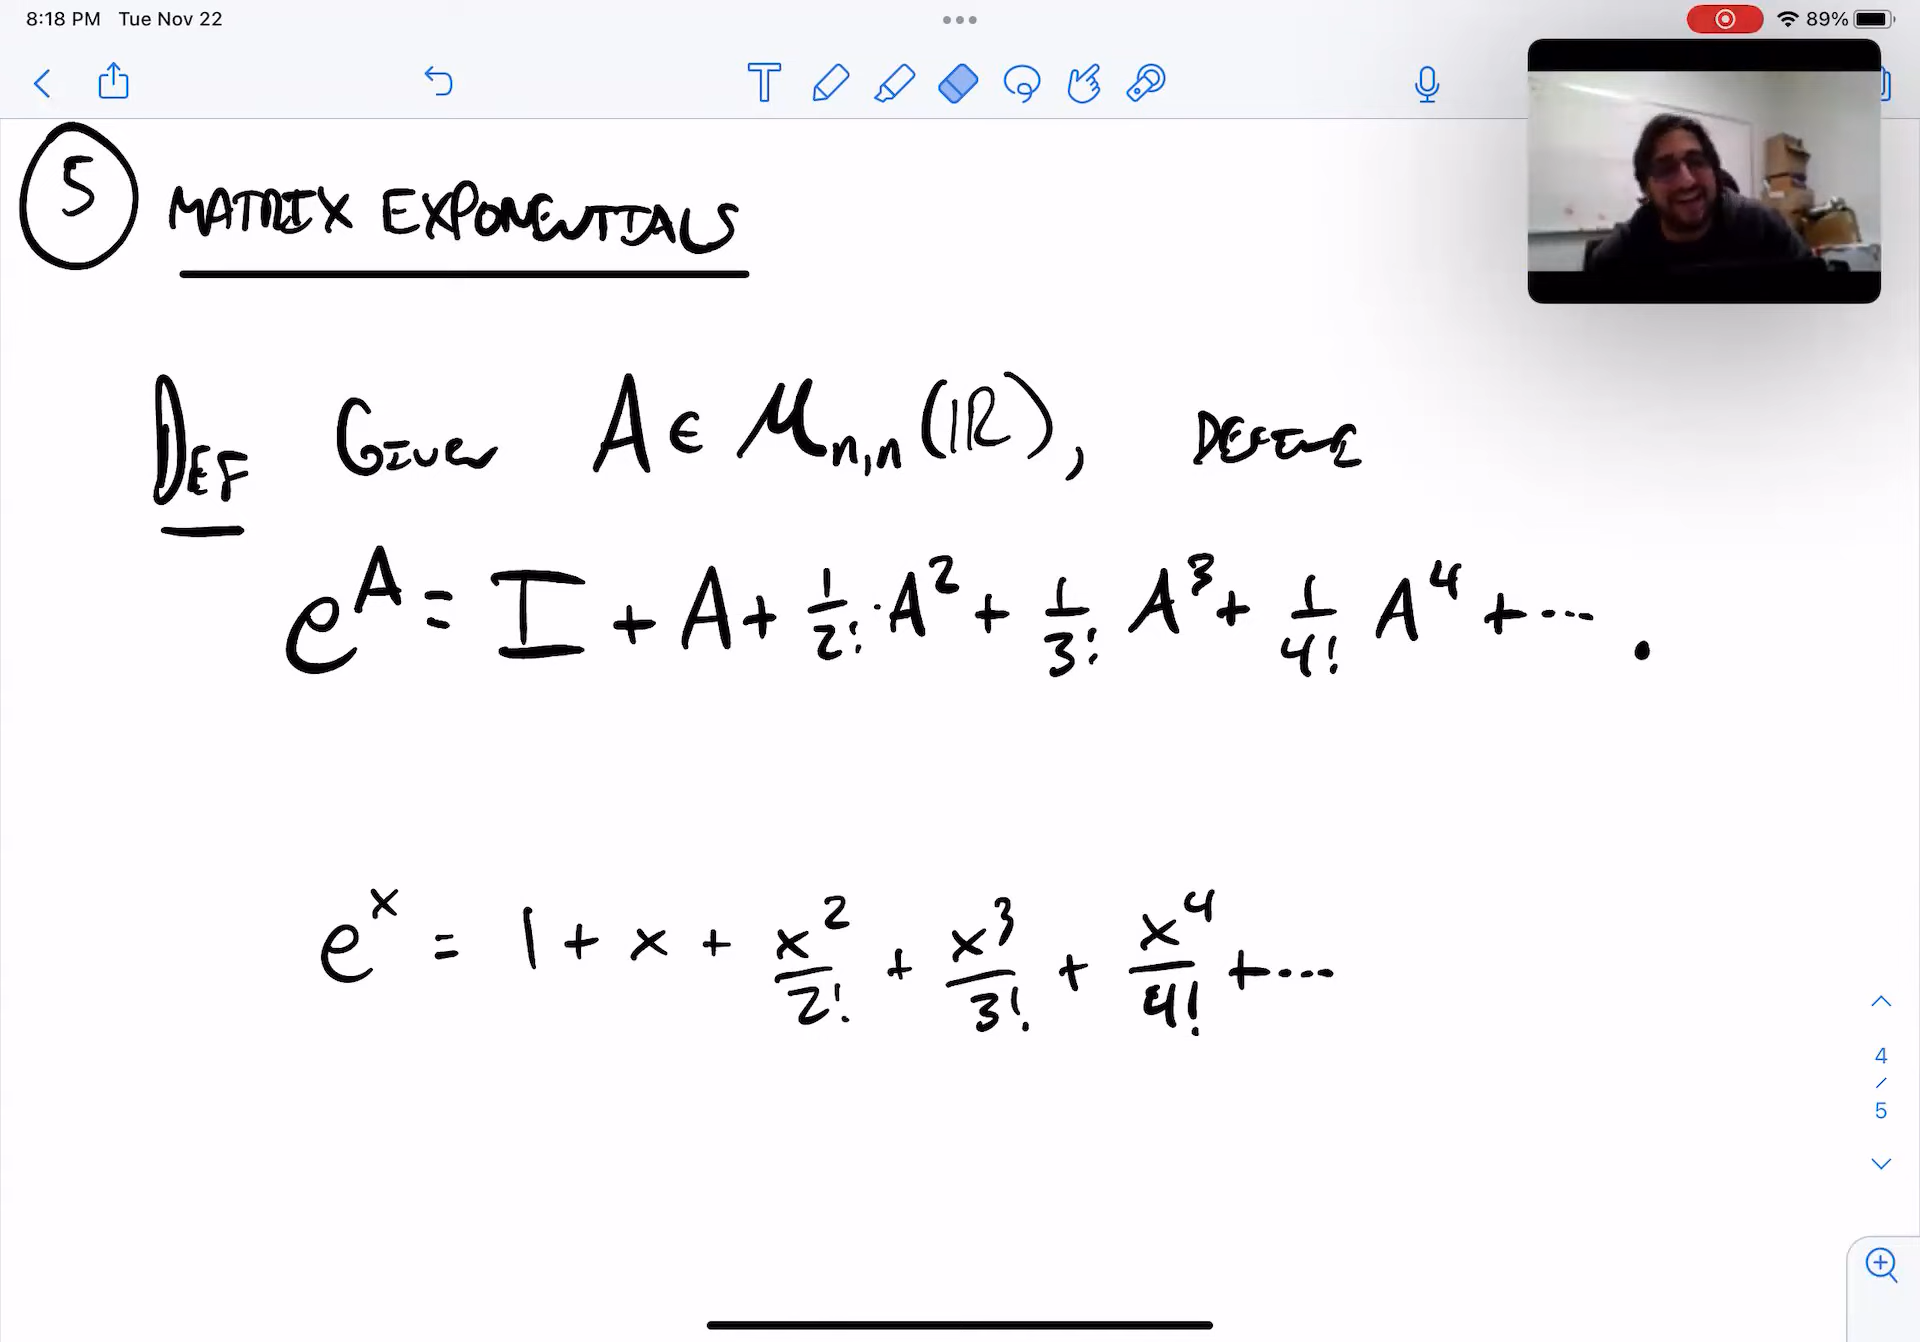 8:18 PM Tue Nov 22
89%
5 MATRIX EXPONENTIALS
DEF GIVEN A ∈ M_{n,n}(ℝ), DEFINE
e^A = I + A + 1/2! · A^2 + 1/3! A^3 + 1/4! A^4 + ··· .
e^x = 1 + x + x^2/2! + x^3/3! + x^4/4! + ···
4
/
5